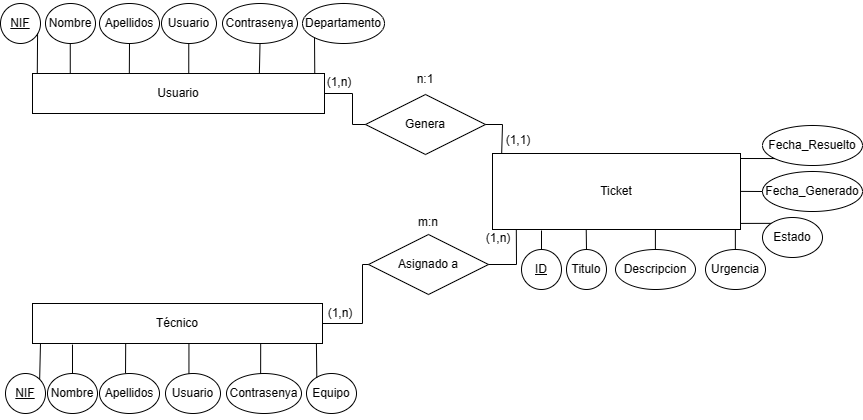 NIF
Nombre
Apellidos
Usuario
Contrasenya
Departamento
Usuario
(1,n)
n:1
Genera
(1,1)
Ticket
Fecha_Resuelto
Fecha_Generado
Estado
ID
Titulo
Descripcion
Urgencia
(1,n)
m:n
Asignado a
(1,n)
Técnico
NIF
Nombre
Apellidos
Usuario
Contrasenya
Equipo